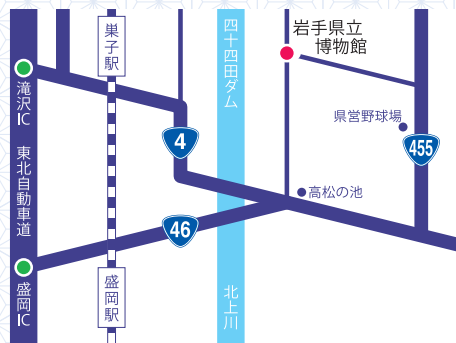 岩手県立
博物館
巣子駅
四十四田ダム
滝沢IC
県営野球場
4
455
東北自動車道
高松の池
46
盛岡IC
盛岡駅
北上川